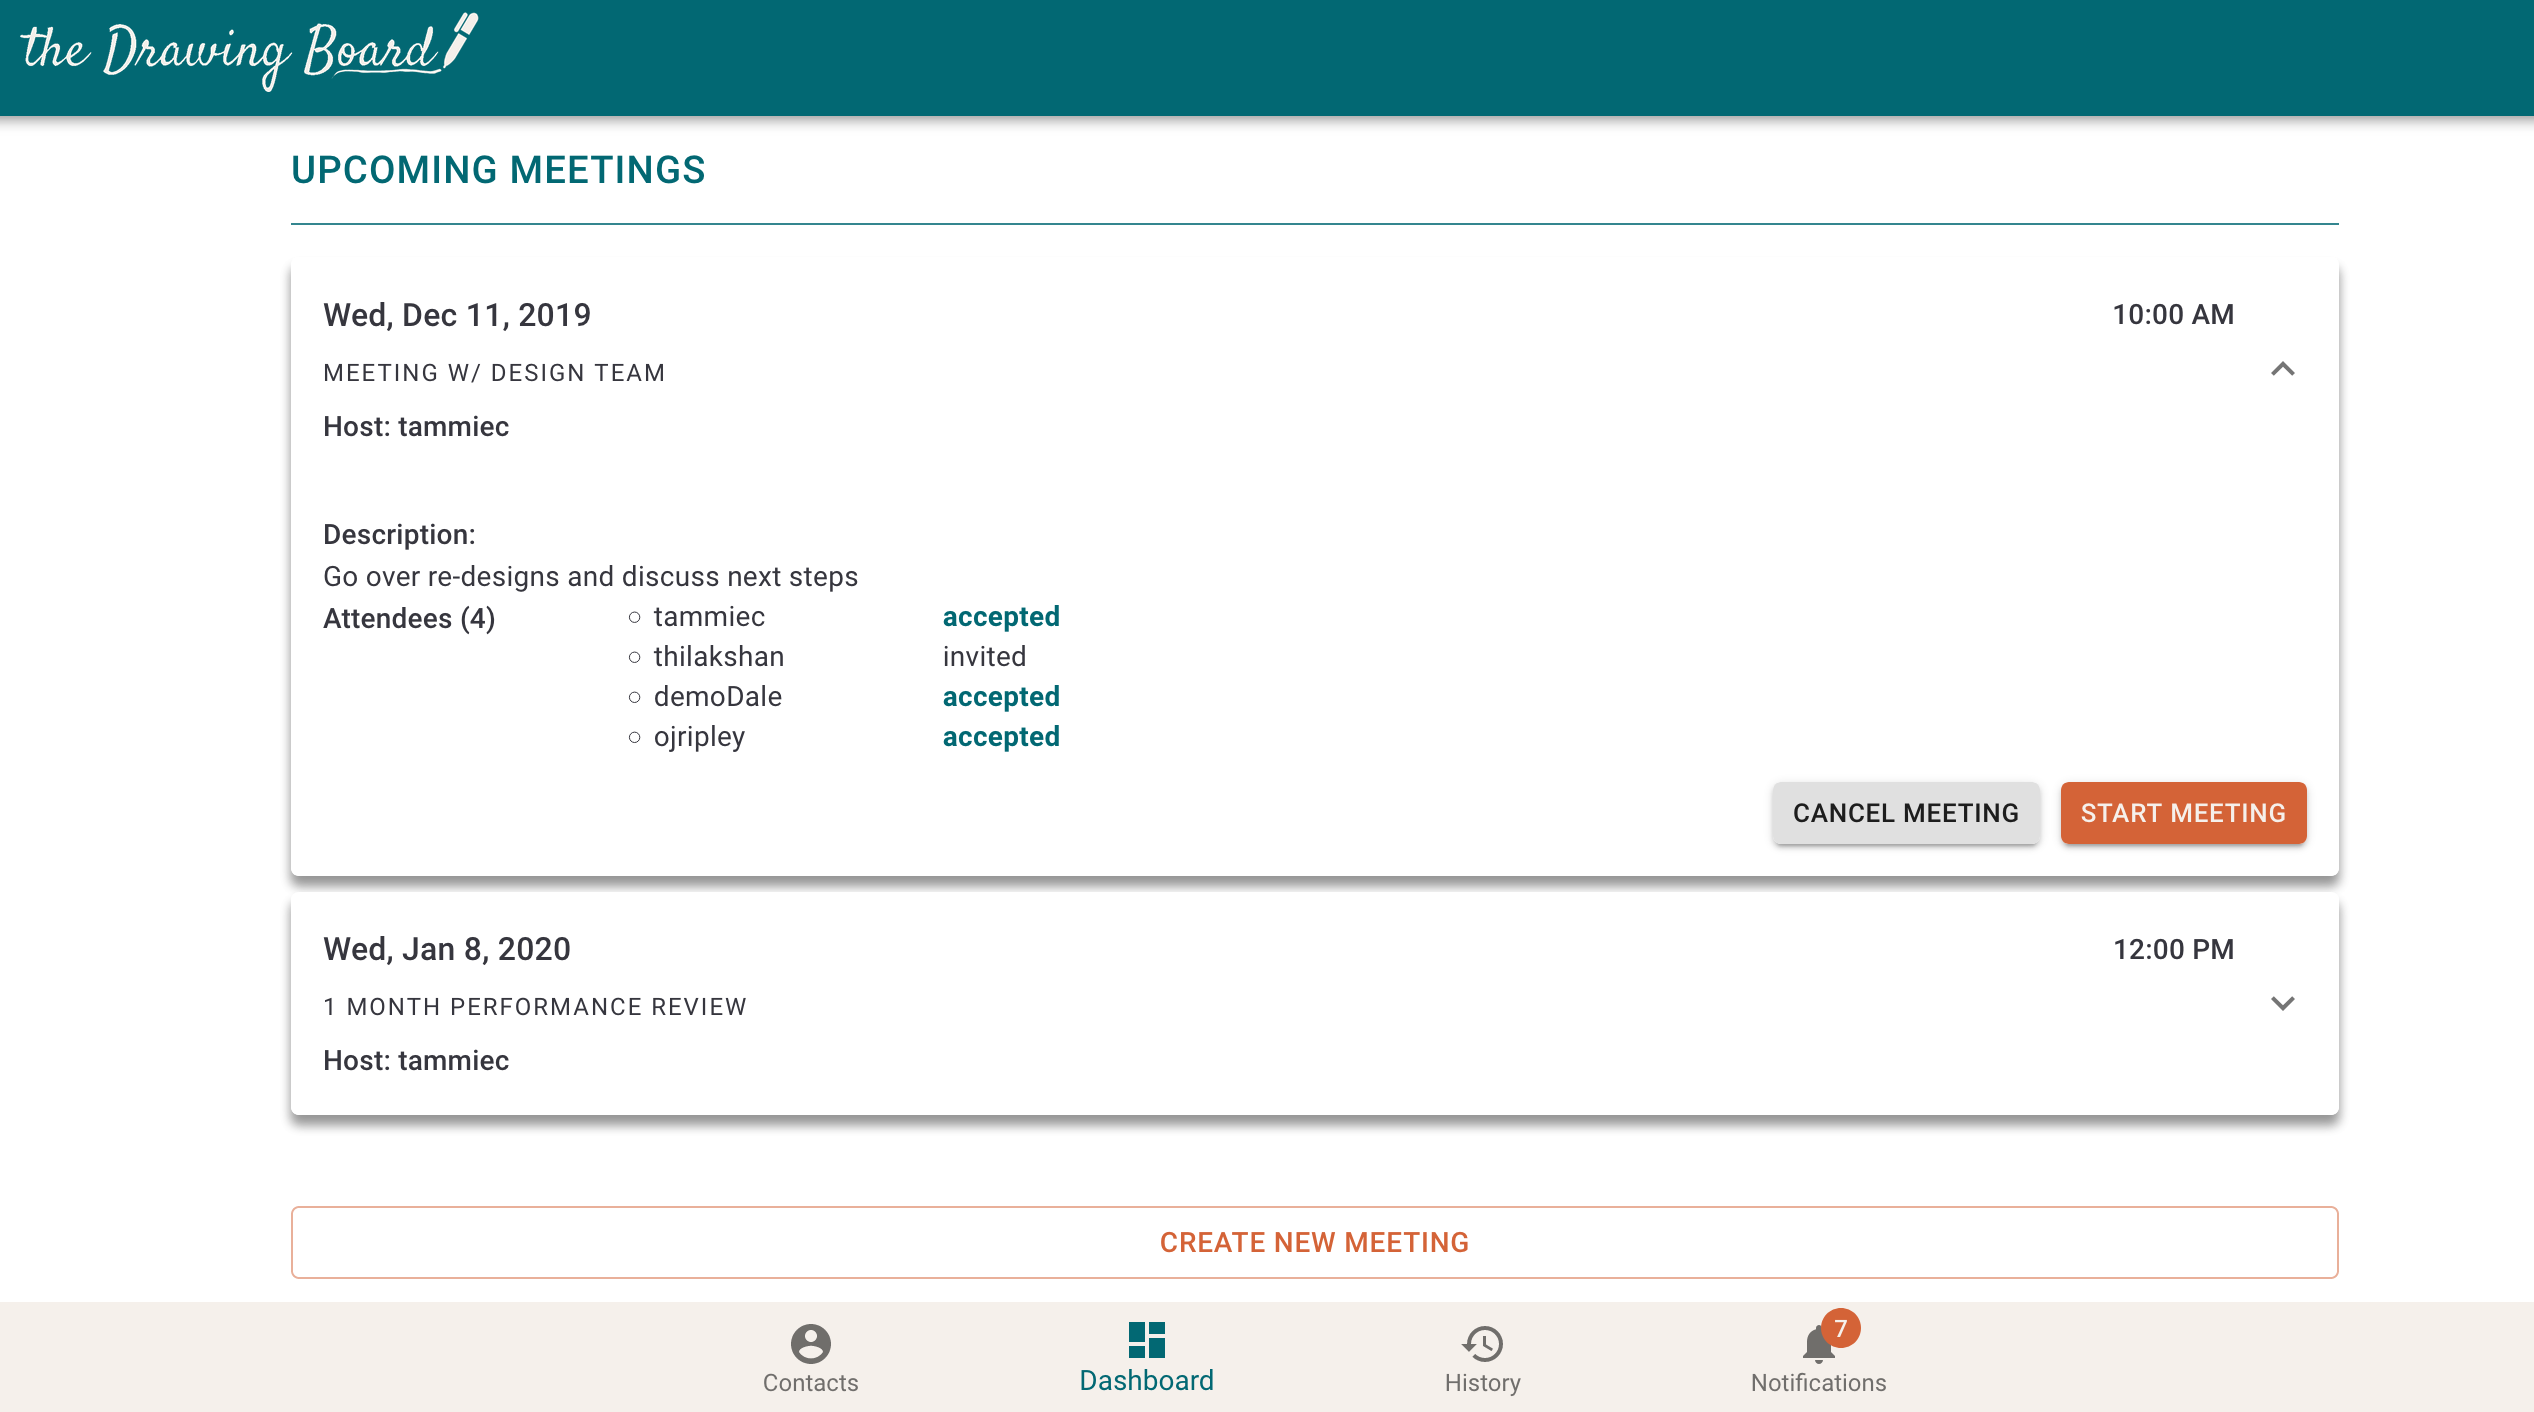 the Drawing Board
UPCOMING MEETINGS
Wed, Dec 11, 2019 10:00 AM
MEETING W/ DESIGN TEAM
Host: tammiec
Description:
Go over re-designs and discuss next steps
Attendees (4) tammiec accepted
thilakshan invited
demoDale accepted
ojripley accepted
CANCEL MEETING START MEETING
Wed, Jan 8, 2020 12:00 PM
1 MONTH PERFORMANCE REVIEW
Host: tammiec
CREATE NEW MEETING
7
Contacts Dashboard History Notifications